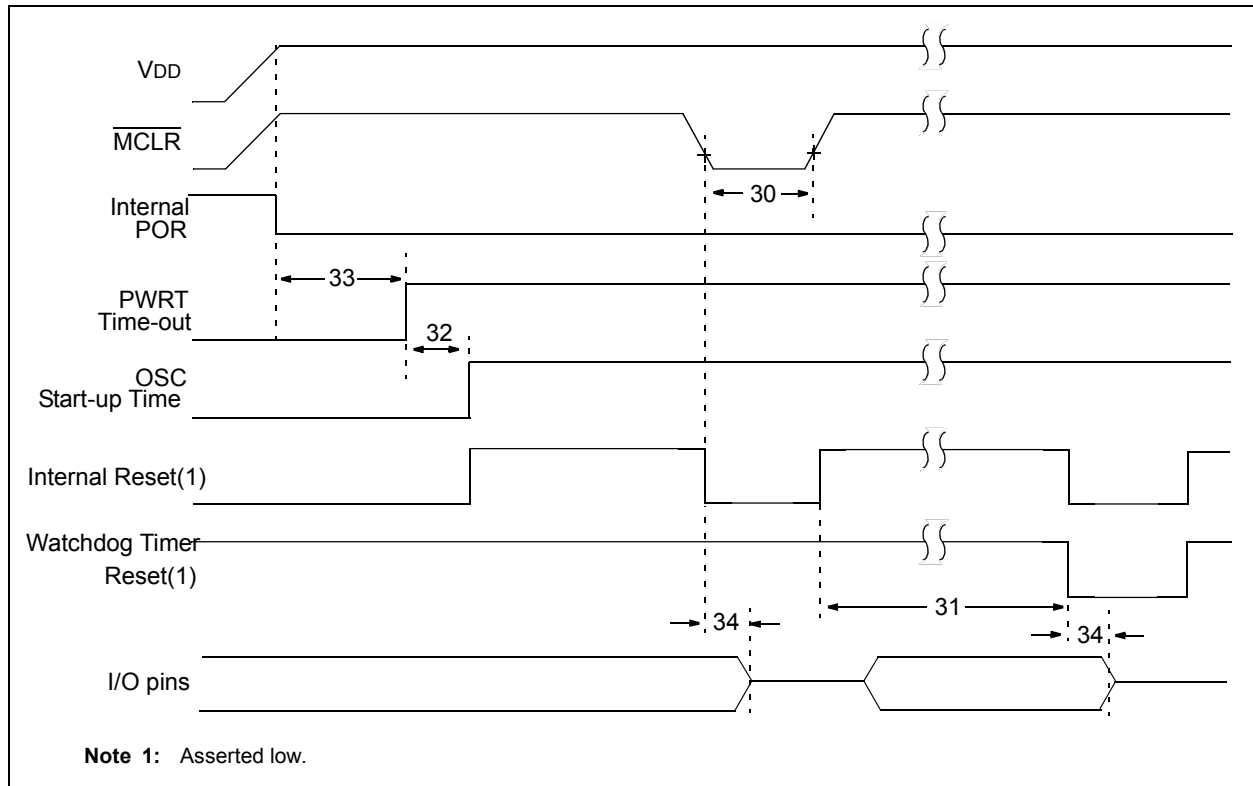 VDD
MCLR
Internal
POR
30
33
PWRT
Time-out
32
OSC
Start-up Time
Internal Reset(1)
Watchdog Timer
Reset(1)
31
34
34
I/O pins
Note 1: Asserted low.